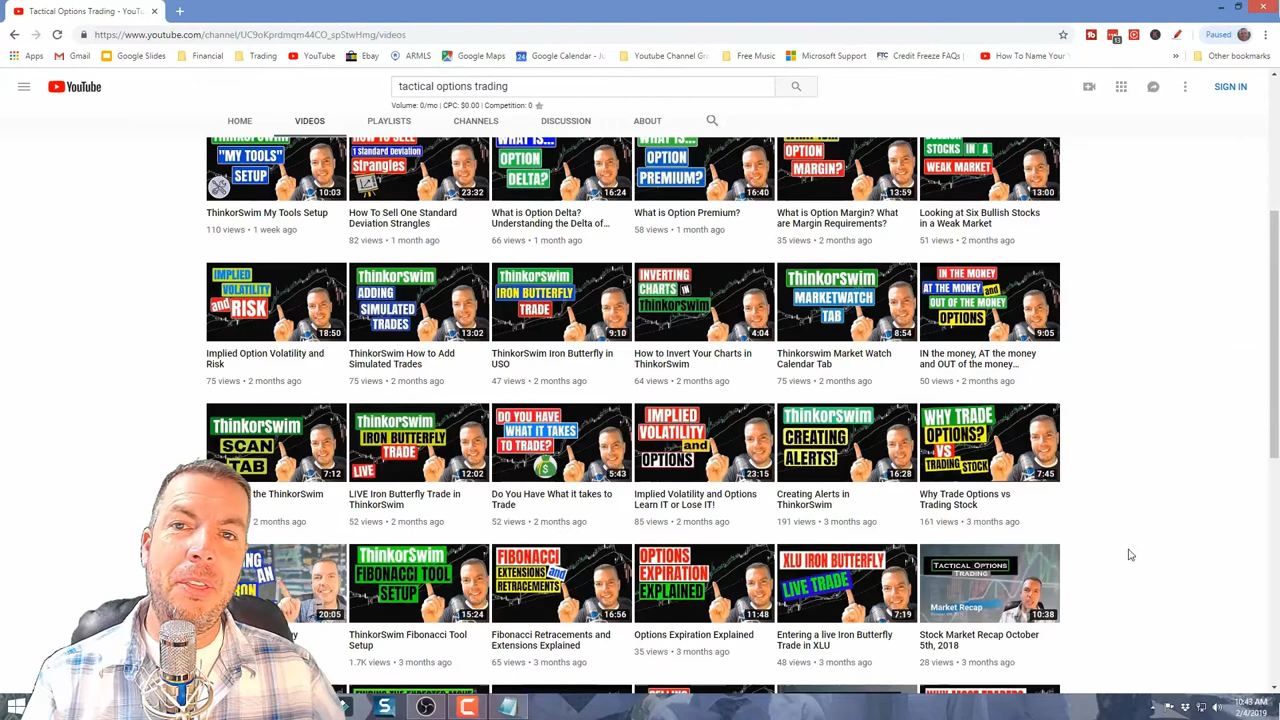 Tactical Options Trading - YouTu
https://www.youtube.com/channel/UC9oKprdmqm44CO_spStwHmg/videos
13
Paused
Apps
Gmail
Google Slides
Financial
Trading
YouTube
Ebay
ARMLS
Google Maps
24
Google Calendar - Ju
Youtube Channel Gr
Free Music
Microsoft Support
FTC
Credit Freeze FAQs |
How To Name Your
Other bookmarks
YouTube
tactical options trading
SIGN IN
Volume: 0/mo | CPC: $0.00 | Competition: 0
HOME
VIDEOS
PLAYLISTS
CHANNELS
DISCUSSION
ABOUT
"MY TOOLS"
SETUP
10:03
1 Standard
Deviation
Strangles
23:32
WHAT IS...
OPTION
DELTA?
16:24
WHAT IS...
OPTION
PREMIUM?
16:40
OPTION
MARGIN?
13:59
STOCKS IN A
WEAK MARKET
13:00
ThinkorSwim My Tools Setup
110 views • 1 week ago
How To Sell One Standard
Deviation Strangles
82 views • 1 month ago
What is Option Delta?
Understanding the Delta of...
66 views • 1 month ago
What is Option Premium?
58 views • 1 month ago
What is Option Margin? What
are Margin Requirements?
35 views • 2 months ago
Looking at Six Bullish Stocks
in a Weak Market
51 views • 2 months ago
IMPLIED
VOLATILITY
and RISK
18:50
ThinkorSwim
ADDING
SIMULATED
TRADES
13:02
ThinkorSwim
IRON BUTTERFLY
TRADE
9:10
INVERTING
CHARTS IN
ThinkorSwim
4:04
ThinkorSwim
MARKETWATCH
TAB
8:54
IN THE MONEY
AT THE MONEY and
OUT OF THE MONEY
OPTIONS
9:05
Implied Option Volatility and
Risk
75 views • 2 months ago
ThinkorSwim How to Add
Simulated Trades
75 views • 2 months ago
ThinkorSwim Iron Butterfly in
USO
47 views • 2 months ago
How to Invert Your Charts in
ThinkorSwim
64 views • 2 months ago
Thinkorswim Market Watch
Calendar Tab
75 views • 2 months ago
IN the money, AT the money
and OUT of the money...
50 views • 2 months ago
ThinkorSwim
SCAN
TAB
7:12
ThinkorSwim
IRON BUTTERFLY
TRADE
LIVE
12:02
DO YOU HAVE
WHAT IT TAKES
TO TRADE?
5:43
IMPLIED
VOLATILITY
and
OPTIONS
23:15
ThinkorSwim
CREATING
ALERTS!
16:28
WHY TRADE
OPTIONS?
VS
TRADING STOCK
7:45
the ThinkorSwim
2 months ago
LIVE Iron Butterfly Trade in
ThinkorSwim
52 views • 2 months ago
Do You Have What it takes to
Trade
52 views • 2 months ago
Implied Volatility and Options
Learn IT or Lose IT!
85 views • 2 months ago
Creating Alerts in
ThinkorSwim
191 views • 3 months ago
Why Trade Options vs
Trading Stock
161 views • 3 months ago
20:05
ThinkorSwim
FIBONACCI TOOL
SETUP
15:24
FIBONACCI
EXTENSIONS and
RETRACEMENTS
16:56
OPTIONS
EXPIRATION
EXPLAINED
11:48
XLU IRON BUTTERFLY
LIVE TRADE
7:19
TACTICAL OPTIONS
TRADING
Market Recap
10:38
3 months ago
ThinkorSwim Fibonacci Tool
Setup
1.7K views • 3 months ago
Fibonacci Retracements and
Extensions Explained
65 views • 3 months ago
Options Expiration Explained
35 views • 3 months ago
Entering a live Iron Butterfly
Trade in XLU
48 views • 3 months ago
Stock Market Recap October
5th, 2018
28 views • 3 months ago
10:43 AM
2/4/2019